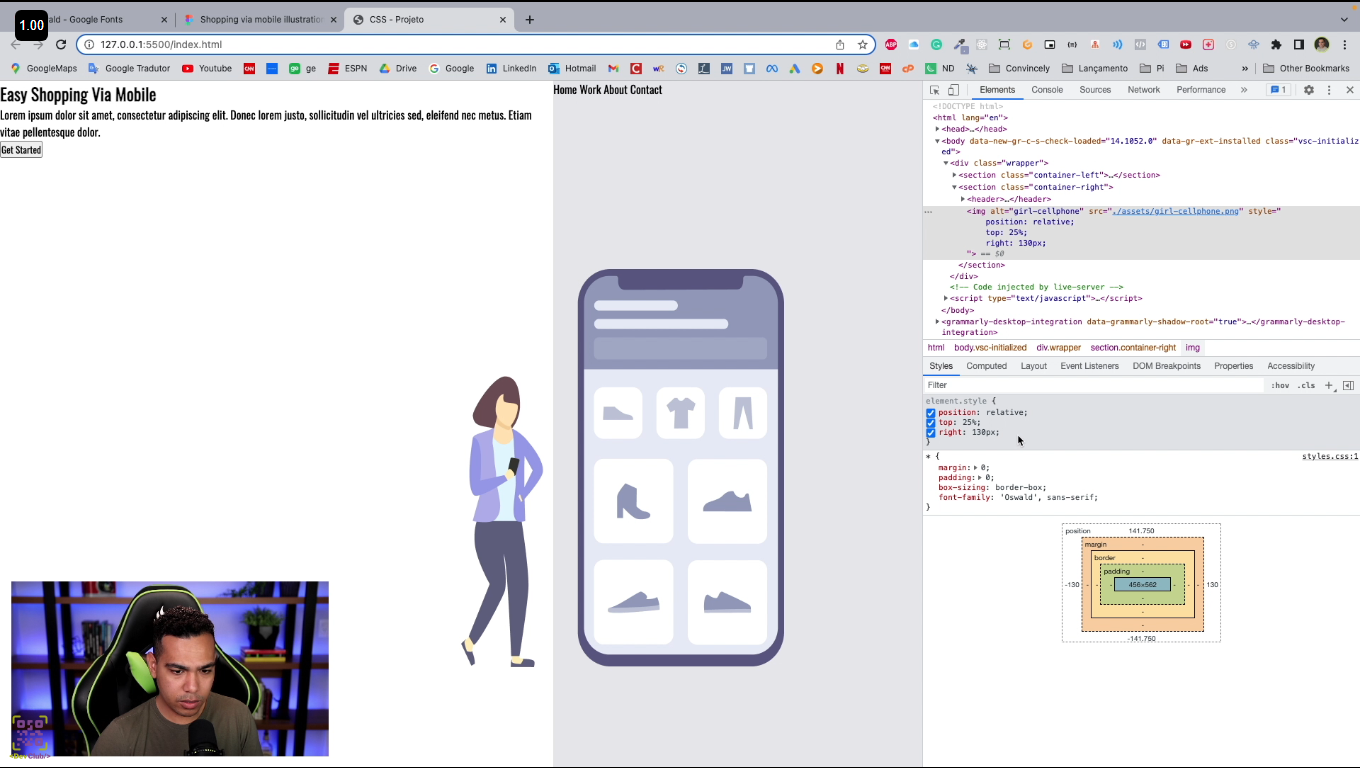 1.00
ald - Google Fonts
Shopping via mobile illustration
CSS - Projeto
127.0.0.1:5500/index.html
GoogleMaps
Google Tradutor
Youtube
ge
ESPN
Drive
Google
LinkedIn
Hotmail
ND
Convincely
Lançamento
Pi
Ads
»
Other Bookmarks
Easy Shopping Via Mobile
Lorem ipsum dolor sit amet, consectetur adipiscing elit. Donec lorem justo, sollicitudin vel ultricies sed, eleifend nec metus. Etiam
vitae pellentesque dolor.
Get Started
Home Work About Contact
Elements
Console
Sources
Network
Performance
»
1
<!DOCTYPE html>
<html lang="en">
<head>…</head>
<body data-new-gr-c-s-check-loaded="14.1052.0" data-gr-ext-installed class="vsc-initializ
ed">
<div class="wrapper">
<section class="container-left">…</section>
<section class="container-right">
<header>…</header>
<img alt="girl-cellphone" src="./assets/girl-cellphone.png" style="
position: relative;
top: 25%;
right: 130px;
"> == $0
</section>
</div>
<!-- Code injected by live-server -->
<script type="text/javascript">…</script>
</body>
<grammarly-desktop-integration data-grammarly-shadow-root="true">…</grammarly-desktop-
integration>
html body.vsc-initialized div.wrapper section.container-right img
Styles
Computed
Layout
Event Listeners
DOM Breakpoints
Properties
Accessibility
Filter
:hov .cls
element.style {
position: relative;
top: 25%;
right: 130px;
}
* {
styles.css:1
margin: 0;
padding: 0;
box-sizing: border-box;
font-family: 'Oswald', sans-serif;
}
position
141.750
margin
-
border
-
padding
-
-130
456×562
130
-141.750
DevClub